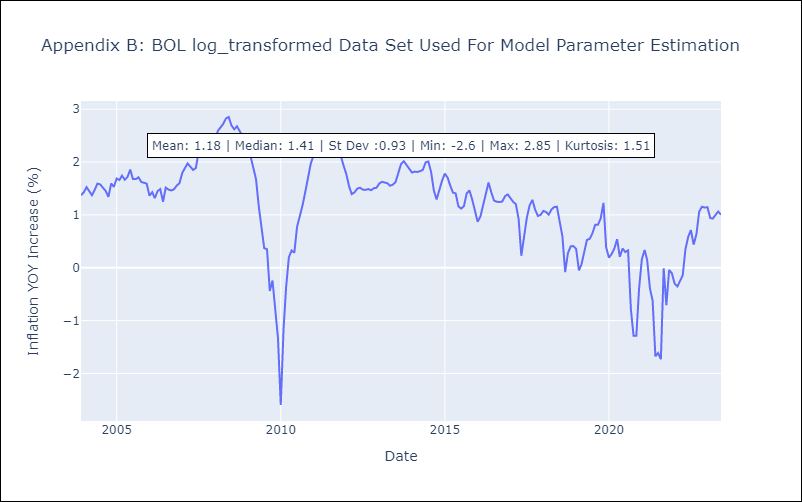 Appendix B: BOL log_transformed Data Set Used For Model Parameter Estimation
Mean: 1.18 | Median: 1.41 | St Dev :0.93 | Min: -2.6 | Max: 2.85 | Kurtosis: 1.51
Inflation YOY Increase (%)
3
2
1
0
−1
−2
2005
2010
2015
2020
Date